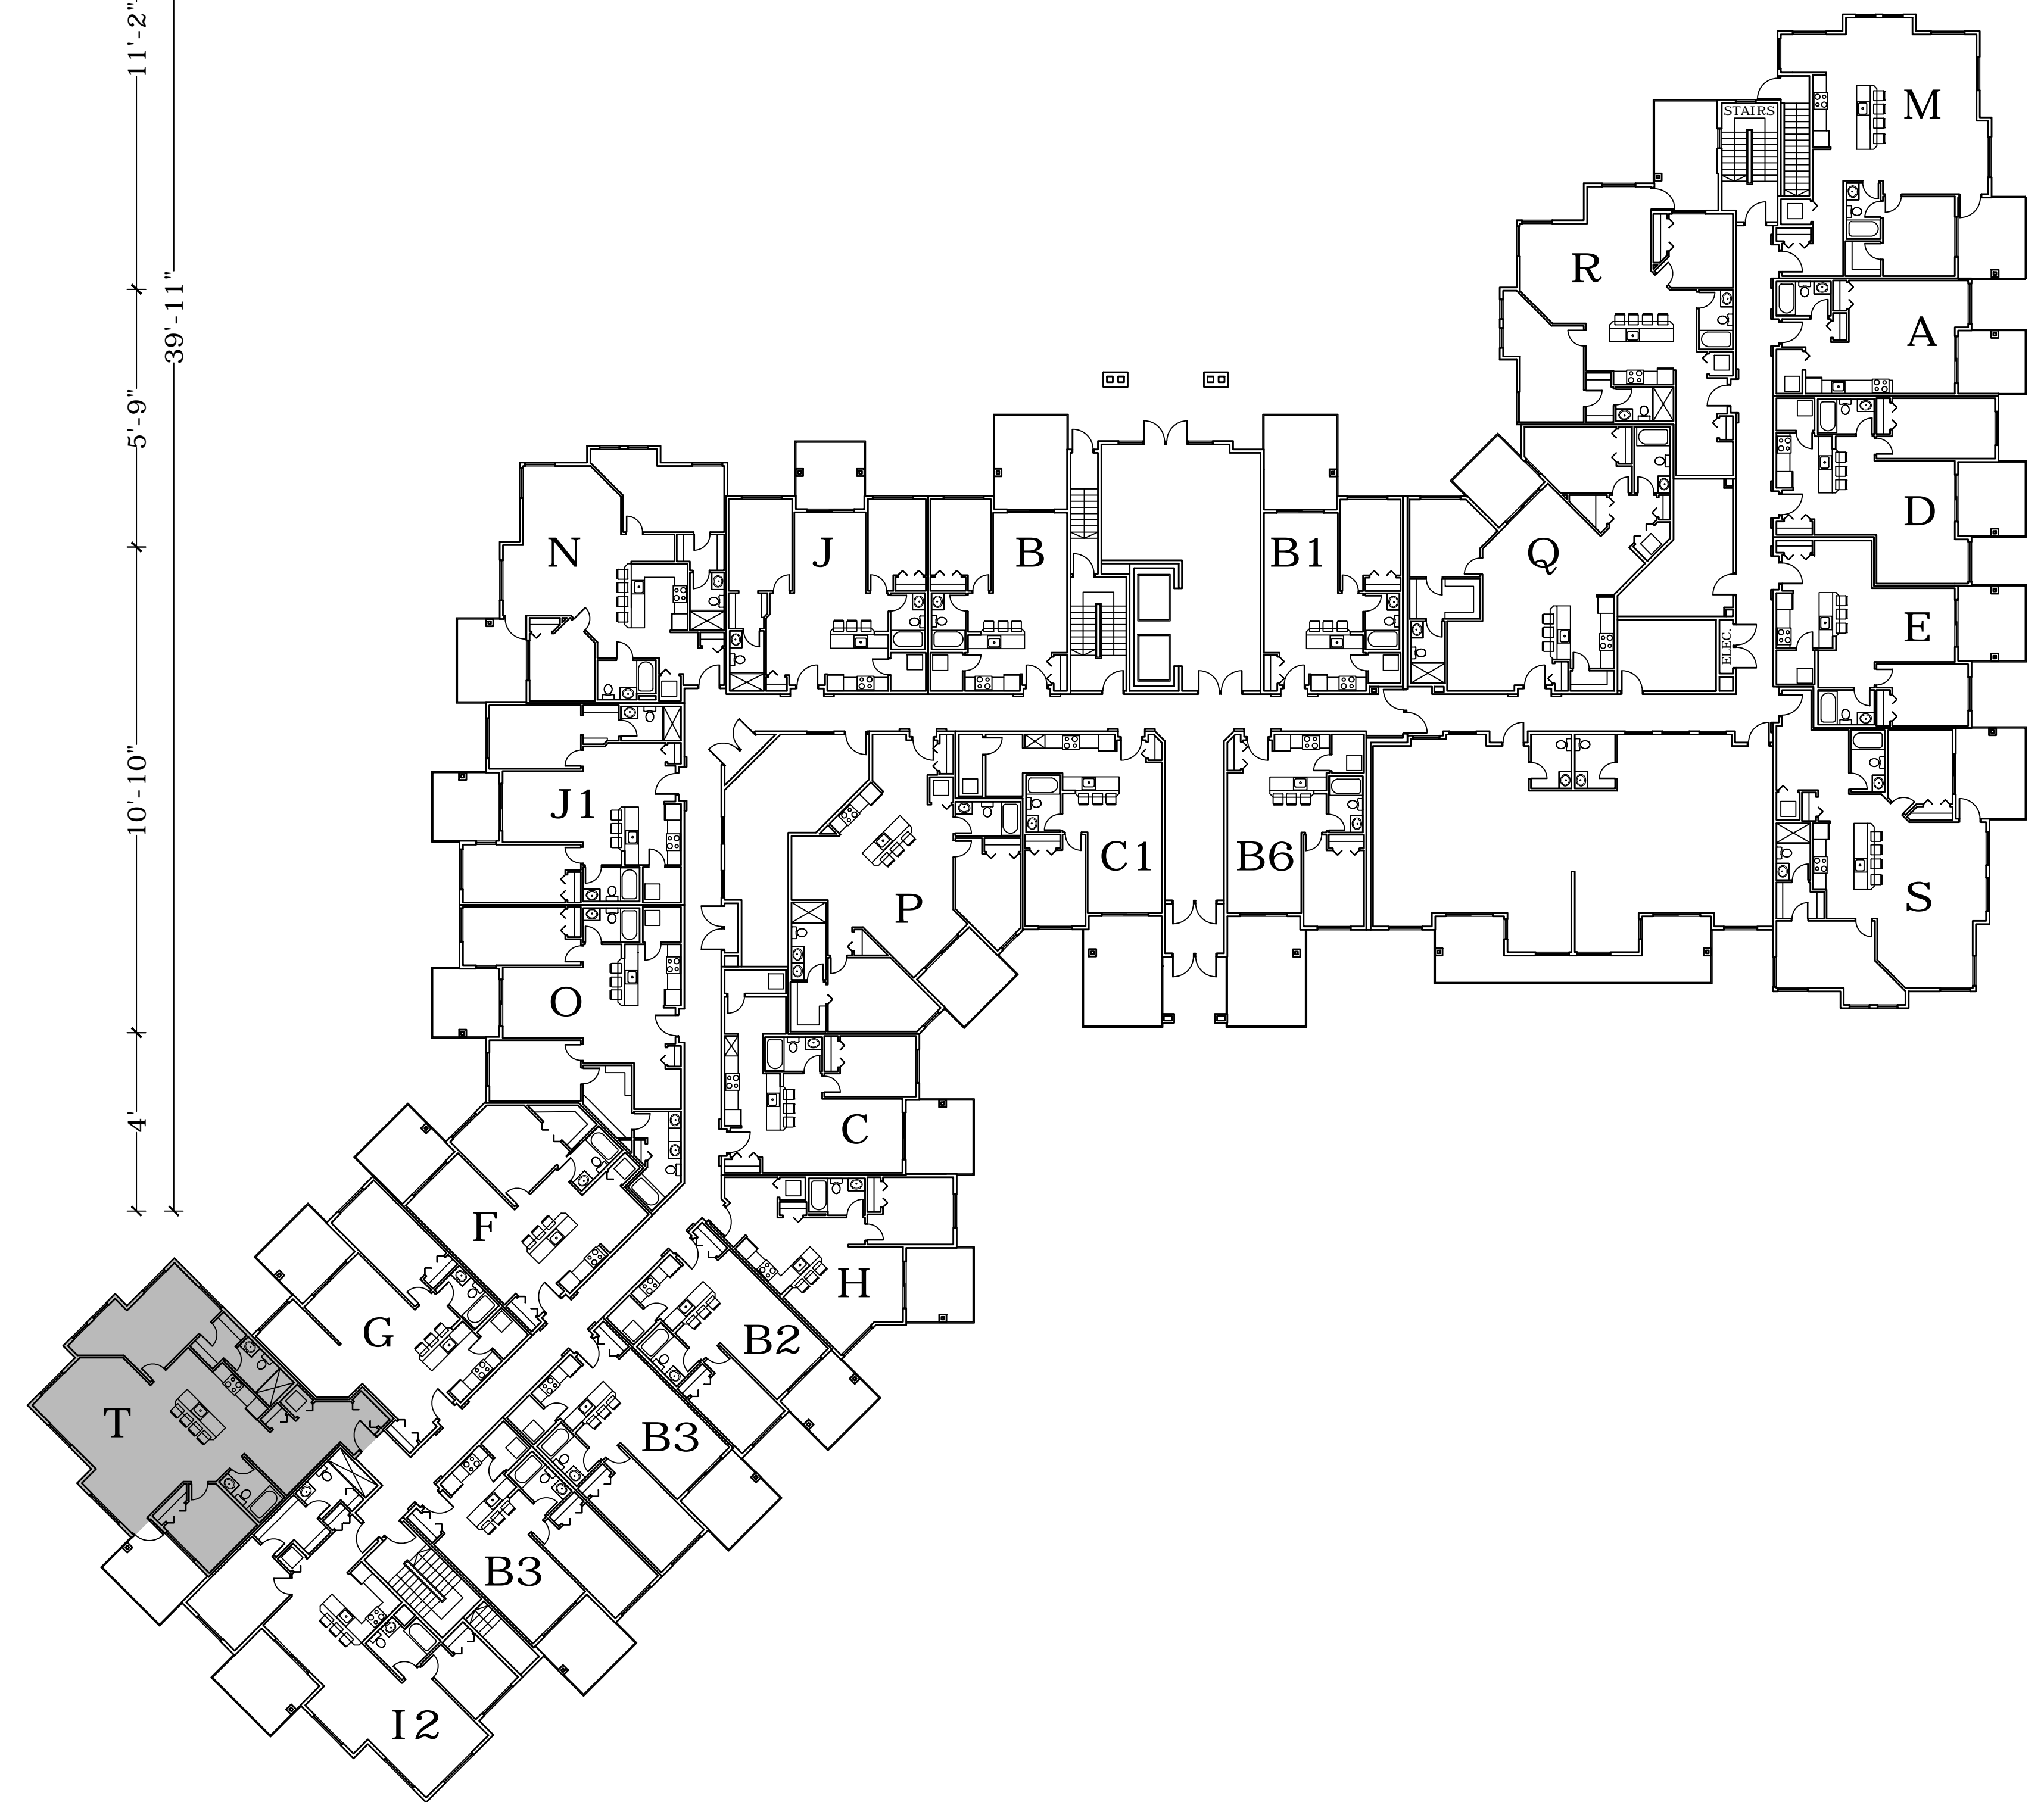 11'-2"
39'-11"
5'-9"
10'-10"
4'
STAIRS
M
R
A
D
N
J
B
B1
Q
E
ELEC.
J1
P
C1
B6
S
O
C
F
H
G
B2
T
B3
B3
I2